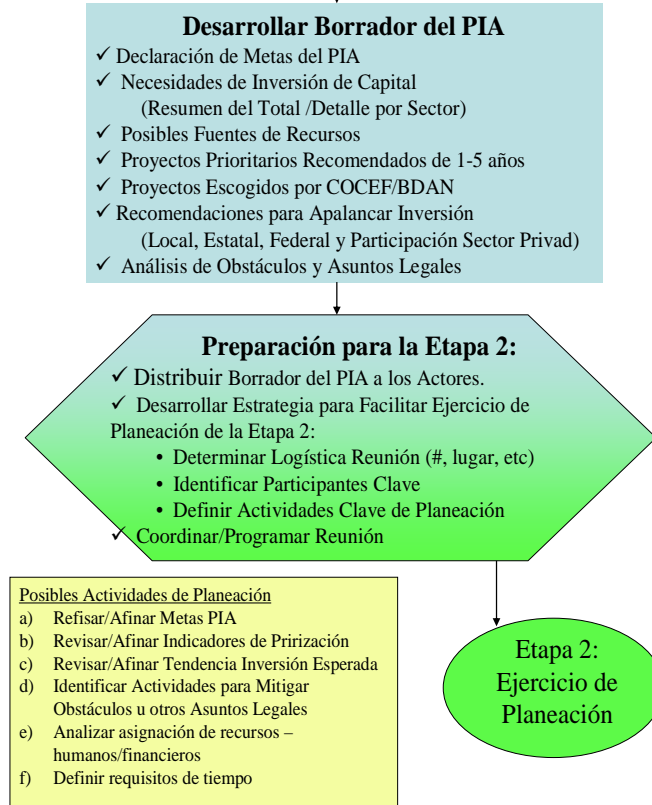 Desarrollar Borrador del PIA
✓ Declaración de Metas del PIA
✓ Necesidades de Inversión de Capital
(Resumen del Total /Detalle por Sector)
✓ Posibles Fuentes de Recursos
✓ Proyectos Prioritarios Recomendados de 1-5 años
✓ Proyectos Escogidos por COCEF/BDAN
✓ Recomendaciones para Apalancar Inversión
(Local, Estatal, Federal y Participación Sector Privad)
✓ Análisis de Obstáculos y Asuntos Legales
Preparación para la Etapa 2:
✓ Distribuir Borrador del PIA a los Actores.
✓ Desarrollar Estrategia para Facilitar Ejercicio de
Planeación de la Etapa 2:
• Determinar Logística Reunión (#, lugar, etc)
• Identificar Participantes Clave
• Definir Actividades Clave de Planeación
✓ Coordinar/Programar Reunión
Posibles Actividades de Planeación
a) Refisar/Afinar Metas PIA
b) Revisar/Afinar Indicadores de Prirización
c) Revisar/Afinar Tendencia Inversión Esperada
d) Identificar Actividades para Mitigar
Obstáculos u otros Asuntos Legales
e) Analizar asignación de recursos –
humanos/financieros
f) Definir requisitos de tiempo
Etapa 2:
Ejercicio de
Planeación